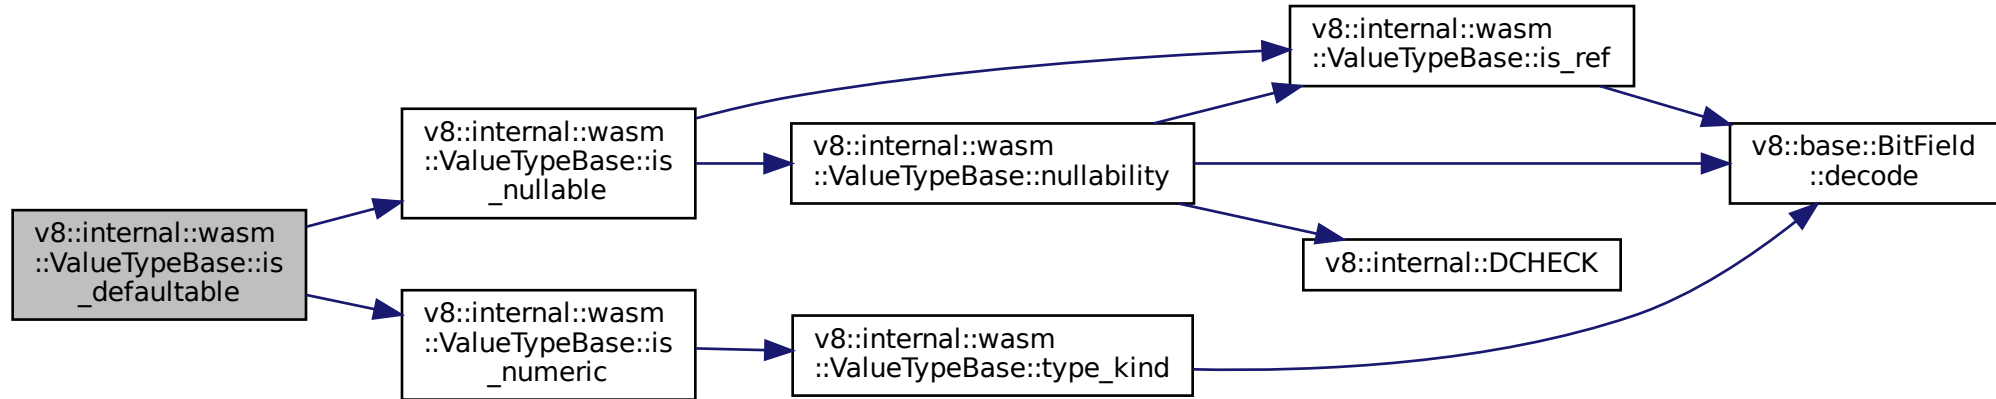 v8::internal::wasm
::ValueTypeBase::is
_defaultable
v8::internal::wasm
::ValueTypeBase::is
_nullable
v8::internal::wasm
::ValueTypeBase::is
_numeric
v8::internal::wasm
::ValueTypeBase::nullability
v8::internal::wasm
::ValueTypeBase::type_kind
v8::internal::wasm
::ValueTypeBase::is_ref
v8::internal::DCHECK
v8::base::BitField
::decode